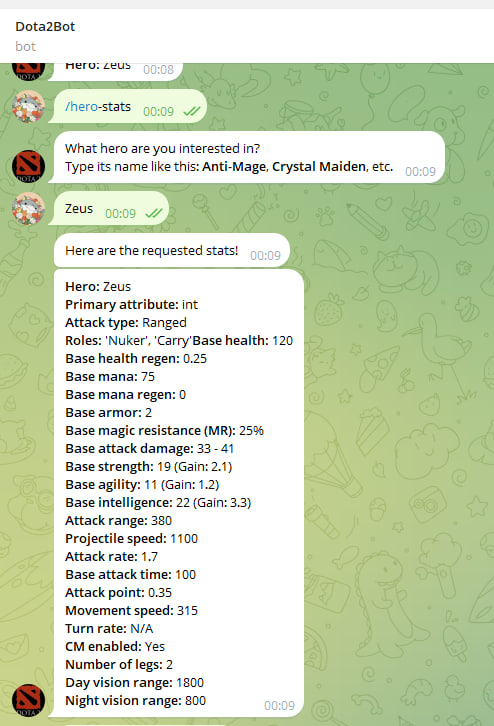 Dota2Bot
bot
Hero: Zeus 00:08
/hero-stats 00:09
What hero are you interested in?
Type its name like this: Anti-Mage, Crystal Maiden, etc. 00:09
Zeus 00:09
Here are the requested stats! 00:09
Hero: Zeus
Primary attribute: int
Attack type: Ranged
Roles: 'Nuker', 'Carry'Base health: 120
Base health regen: 0.25
Base mana: 75
Base mana regen: 0
Base armor: 2
Base magic resistance (MR): 25%
Base attack damage: 33 - 41
Base strength: 19 (Gain: 2.1)
Base agility: 11 (Gain: 1.2)
Base intelligence: 22 (Gain: 3.3)
Attack range: 380
Projectile speed: 1100
Attack rate: 1.7
Base attack time: 100
Attack point: 0.35
Movement speed: 315
Turn rate: N/A
CM enabled: Yes
Number of legs: 2
Day vision range: 1800
Night vision range: 800 00:09